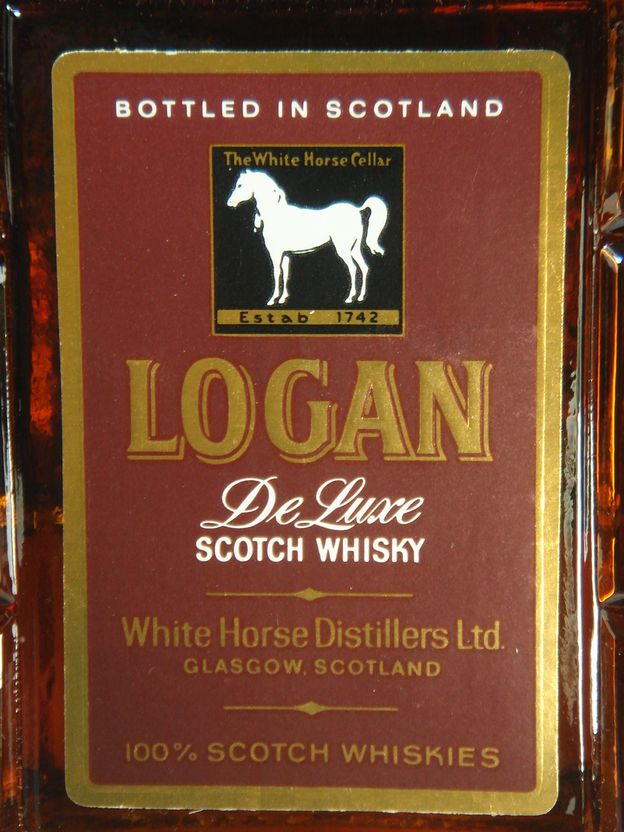 BOTTLED IN SCOTLAND
The White Horse Cellar
Estab 1742
LOGAN
De Luxe
SCOTCH WHISKY
White Horse Distillers Ltd.
GLASGOW, SCOTLAND
100% SCOTCH WHISKIES